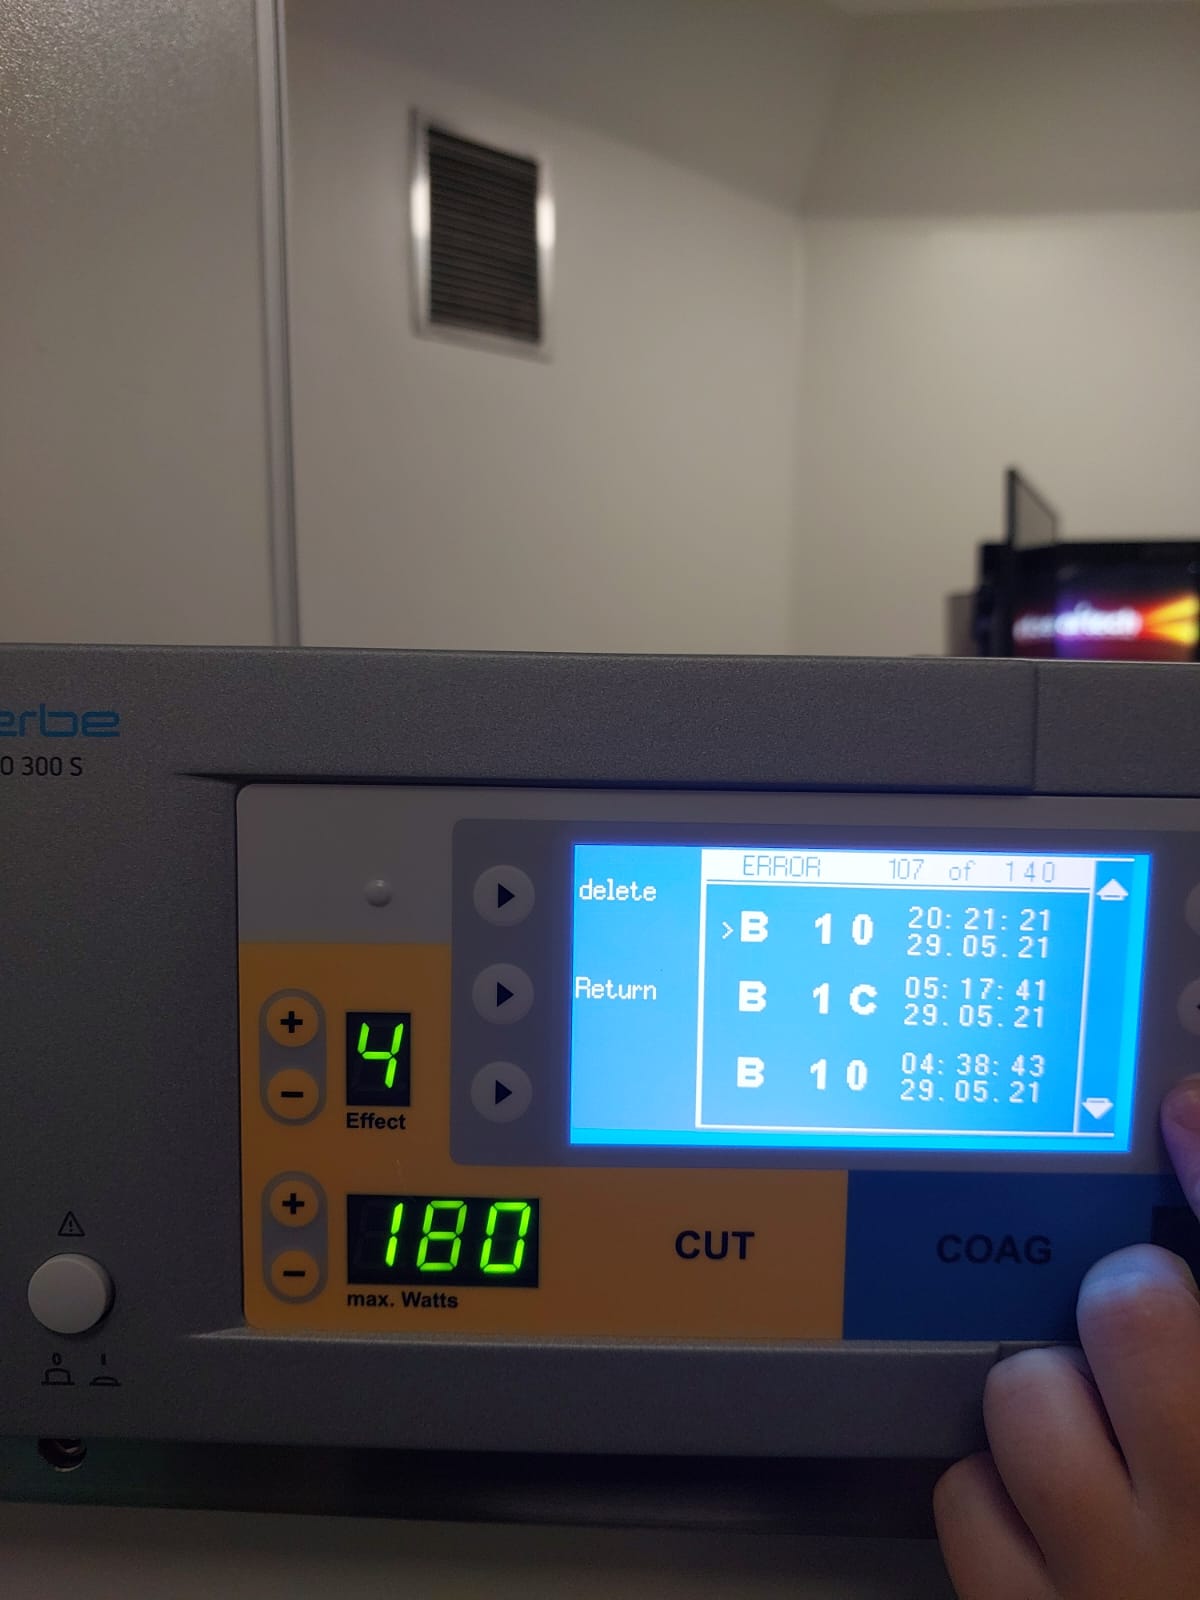 erbe
O 300 S
delete
Return
ERROR 107 of 140
>B 10 20:21:21
29.05.21
B 1C 05:17:41
29.05.21
B 10 04:38:43
29.05.21
+
4
−
Effect
+
180
−
max. Watts
CUT
COAG
0 I